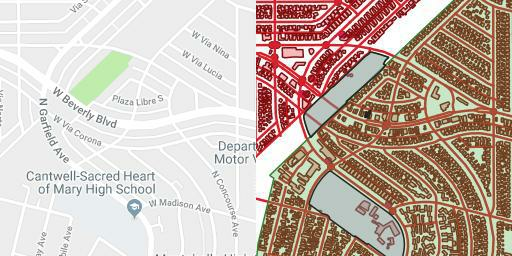 W Via Nina
W Via Lucia
W Beverly Blvd
Plaza Libre S
N Garfield Ave
W Via Corona
Depart
Motor V
Cantwell-Sacred Heart
of Mary High School
W Madison Ave
N Concourse Ave